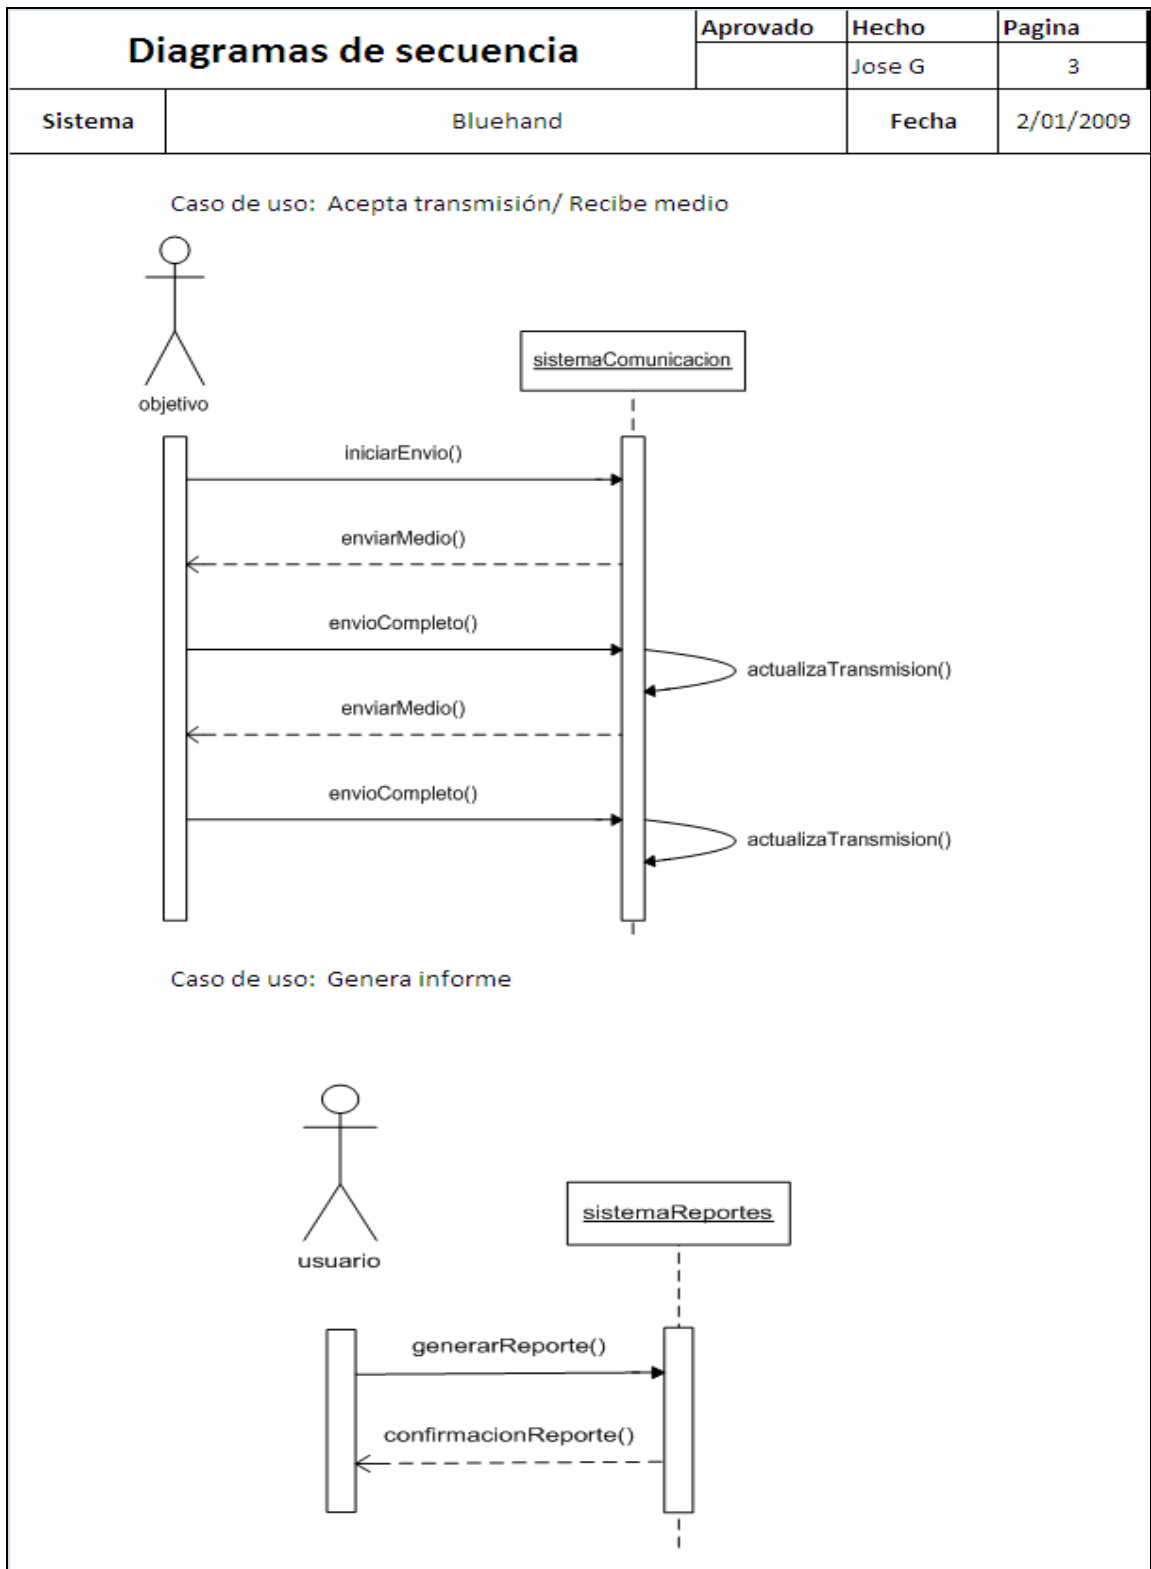 Diagramas de secuencia
Aprovado
Hecho
Pagina
Jose G
3
Sistema
Bluehand
Fecha
2/01/2009
Caso de uso: Acepta transmisión/ Recibe medio
objetivo
sistemaComunicacion
iniciarEnvio()
enviarMedio()
envioCompleto()
actualizaTransmision()
enviarMedio()
envioCompleto()
actualizaTransmision()
Caso de uso: Genera informe
usuario
sistemaReportes
generarReporte()
confirmacionReporte()